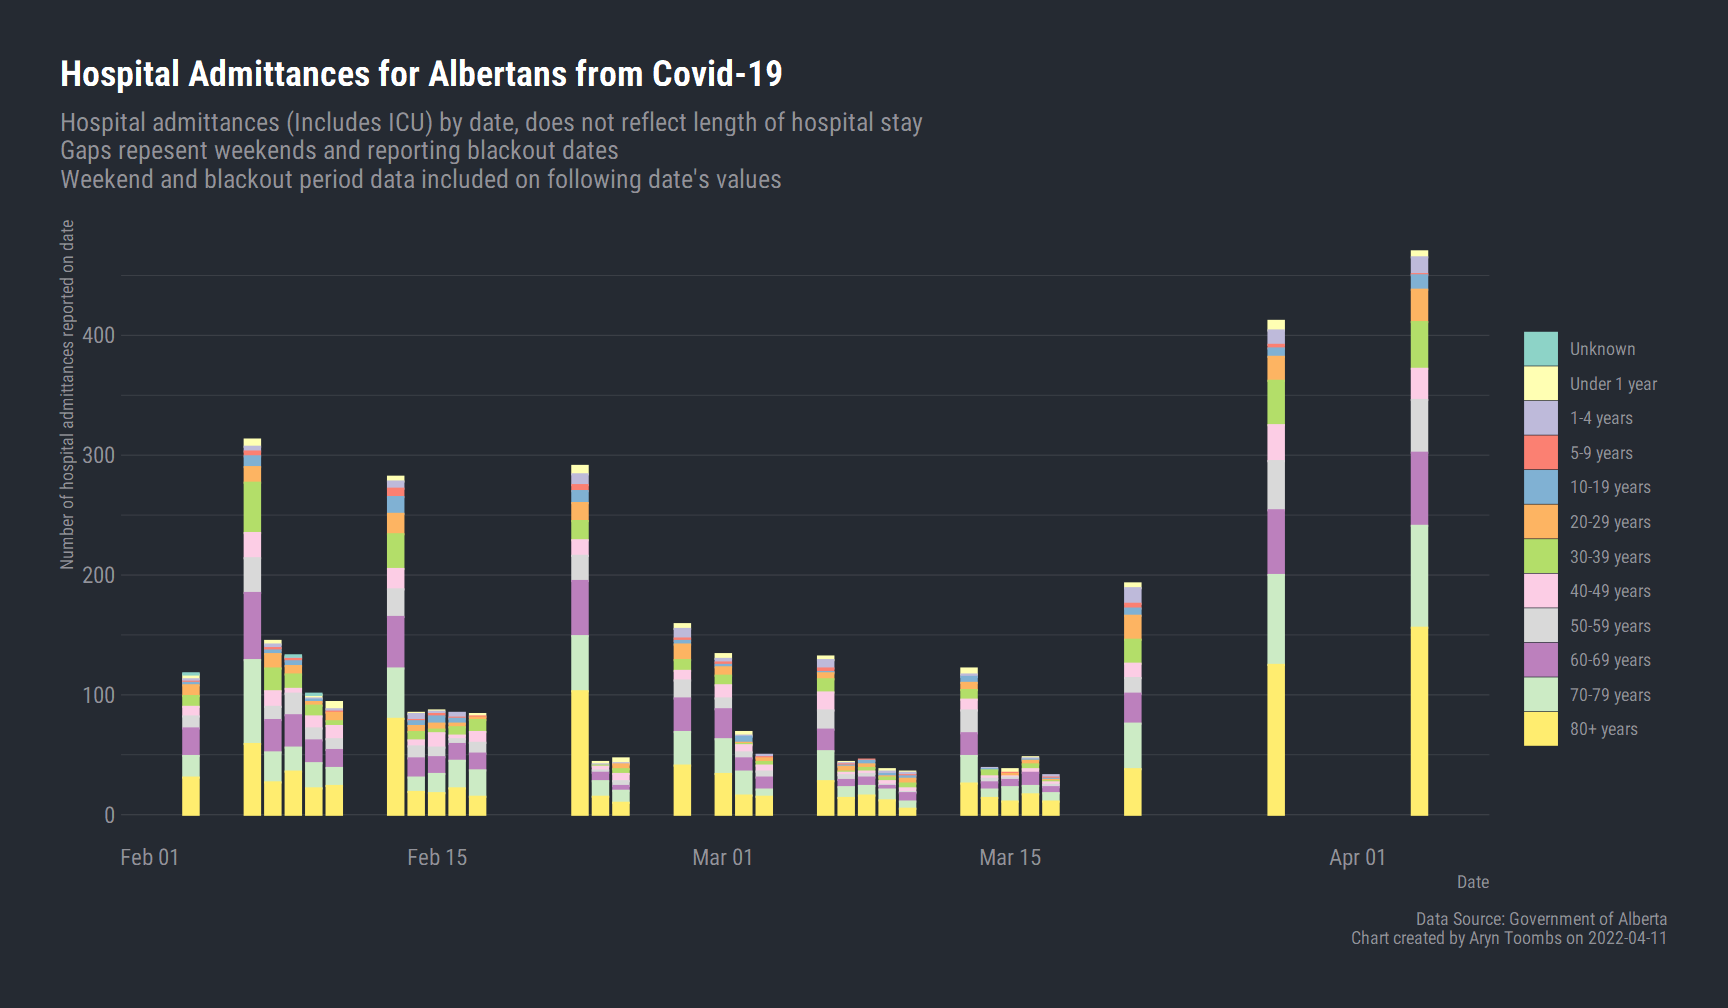 Hospital Admittances for Albertans from Covid-19
Hospital admittances (Includes ICU) by date, does not reflect length of hospital stay
Gaps repesent weekends and reporting blackout dates
Weekend and blackout period data included on following date's values
Number of hospital admittances reported on date
400
300
200
100
0
Feb 01
Feb 15
Mar 01
Mar 15
Apr 01
Date
Unknown
Under 1 year
1-4 years
5-9 years
10-19 years
20-29 years
30-39 years
40-49 years
50-59 years
60-69 years
70-79 years
80+ years
Data Source: Government of Alberta
Chart created by Aryn Toombs on 2022-04-11